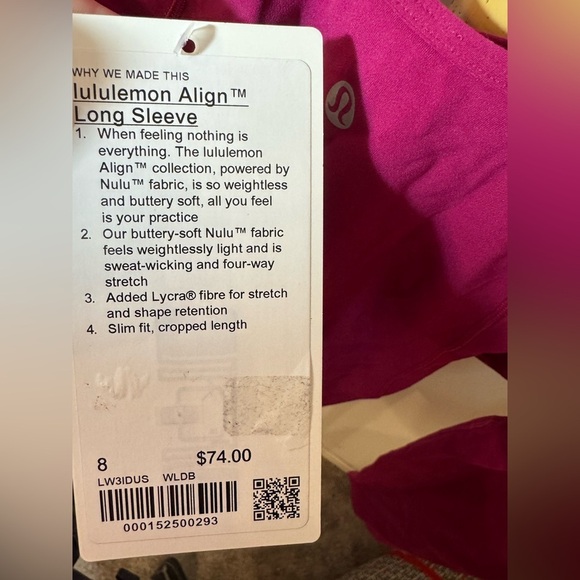 WHY WE MADE THIS
lululemon Align™
Long Sleeve
1. When feeling nothing is
everything. The lululemon
Align™ collection, powered by
Nulu™ fabric, is so weightless
and buttery soft, all you feel
is your practice
2. Our buttery-soft Nulu™ fabric
feels weightlessly light and is
sweat-wicking and four-way
stretch
3. Added Lycra® fibre for stretch
and shape retention
4. Slim fit, cropped length
8 $74.00
LW3IDUS WLDB
000152500293